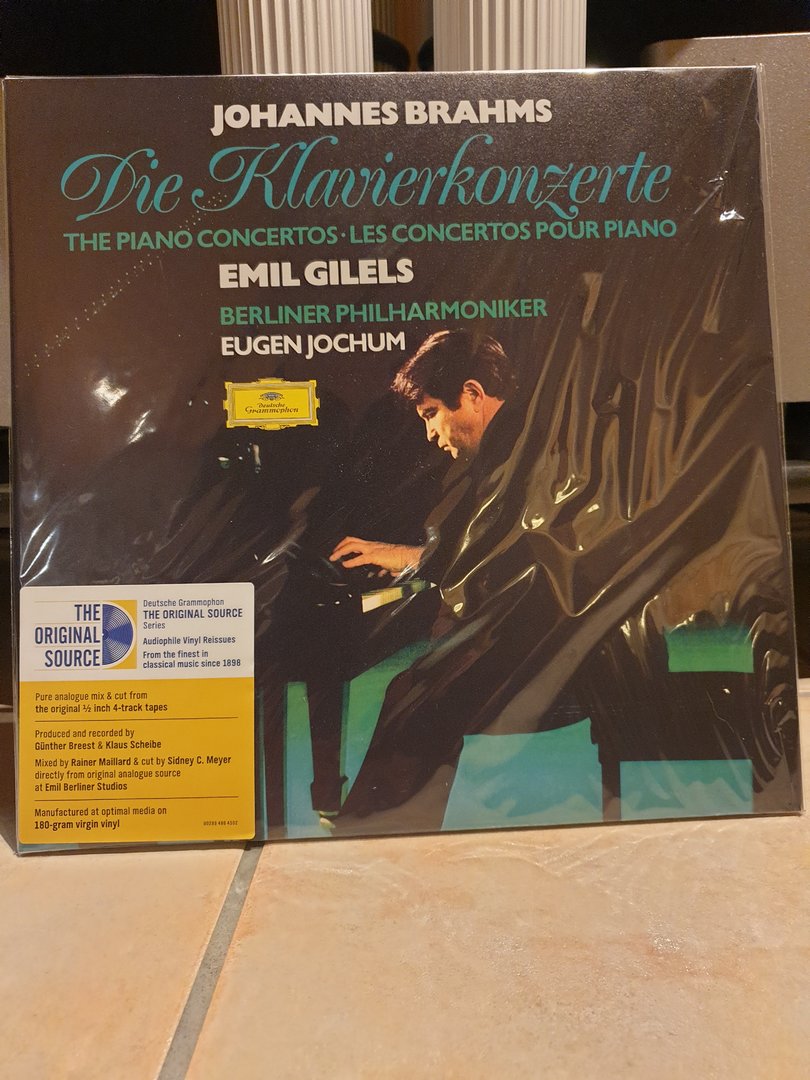 JOHANNES BRAHMS
Die Klavierkonzerte
THE PIANO CONCERTOS · LES CONCERTOS POUR PIANO
EMIL GILELS
BERLINER PHILHARMONIKER
EUGEN JOCHUM
Deutsche
Grammophon
THE
ORIGINAL
SOURCE
Deutsche Grammophon
THE ORIGINAL SOURCE
Series
Audiophile Vinyl Reissues
From the finest in
classical music since 1898
Pure analogue mix & cut from
the original ½ inch 4-track tapes
Produced and recorded by
Günther Breest & Klaus Scheibe
Mixed by Rainer Maillard & cut by Sidney C. Meyer
directly from original analogue source
at Emil Berliner Studios
Manufactured at optimal media on
180-gram virgin vinyl